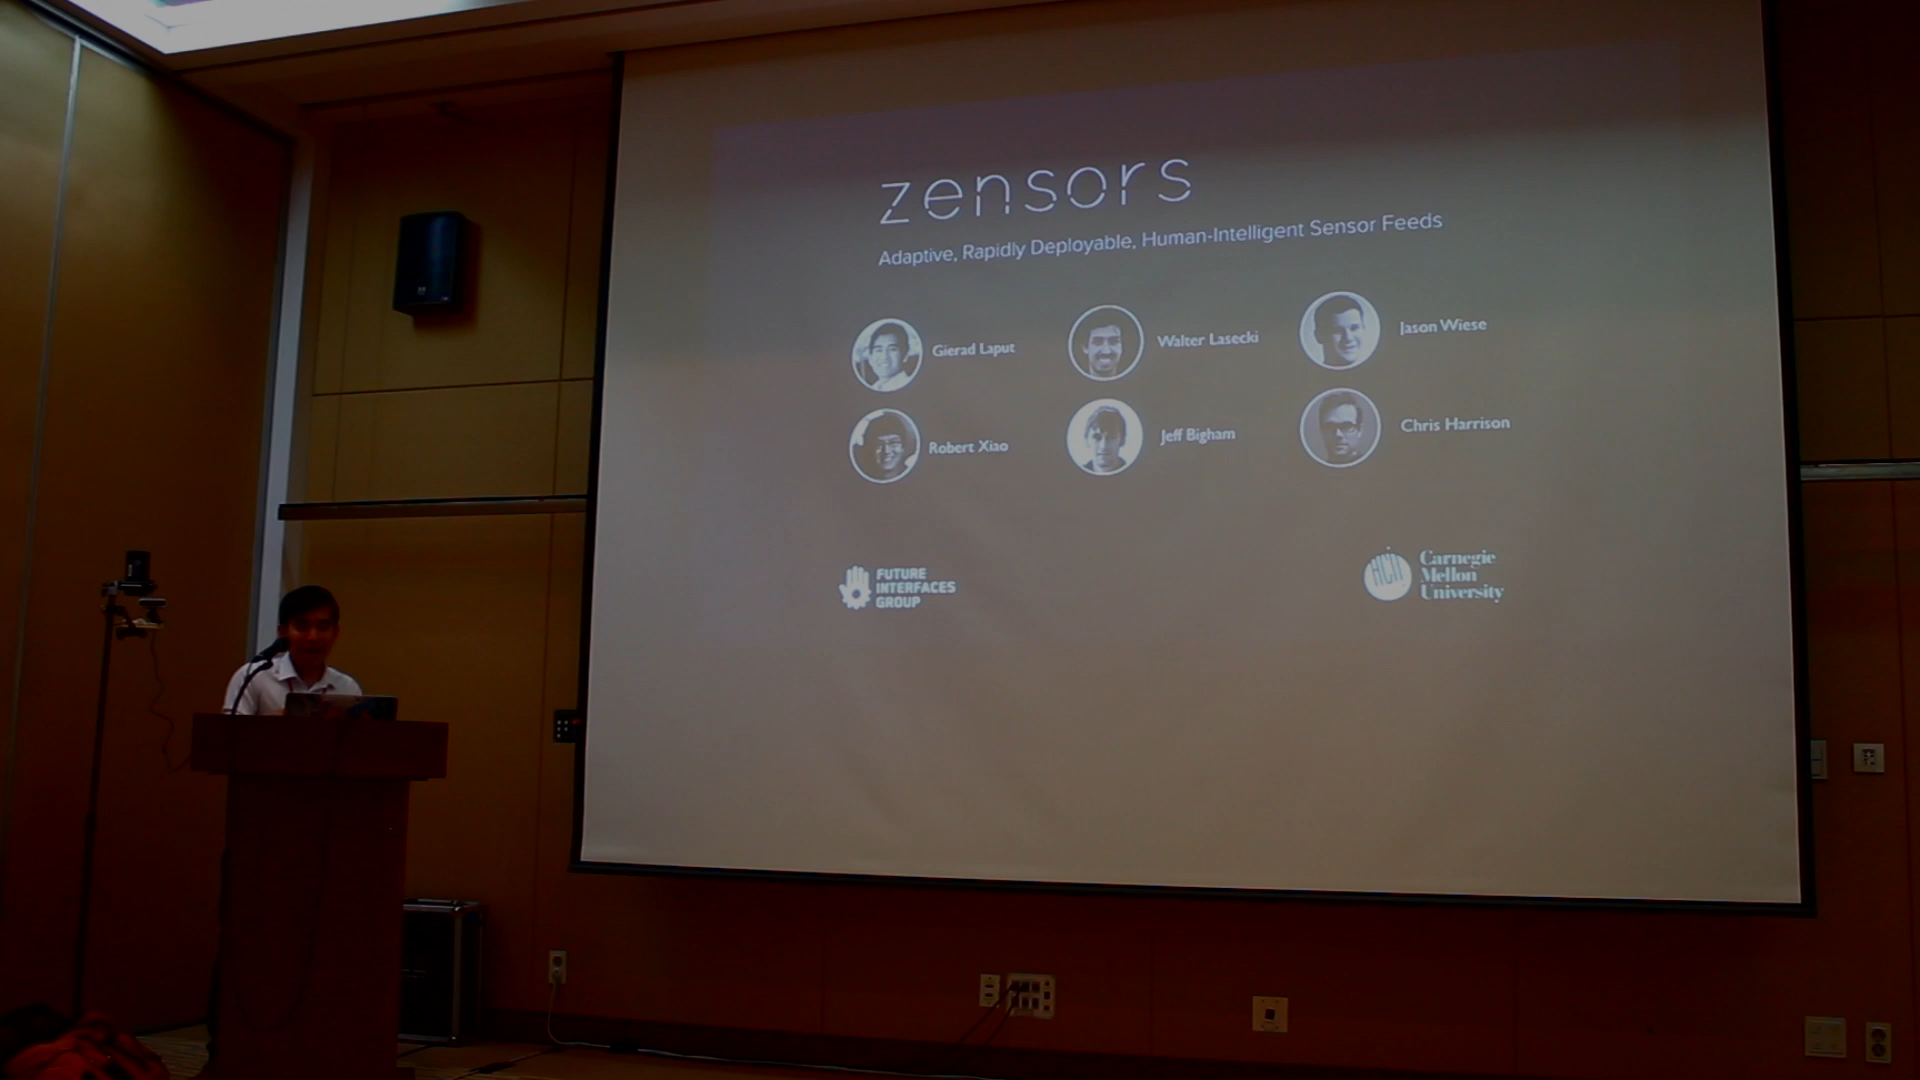 zensors
Adaptive, Rapidly Deployable, Human-Intelligent Sensor Feeds
Gierad Laput
Walter Lasecki
Jason Wiese
Robert Xiao
Jeff Bigham
Chris Harrison
FUTURE
INTERFACES
GROUP
HCII
Carnegie
Mellon
University